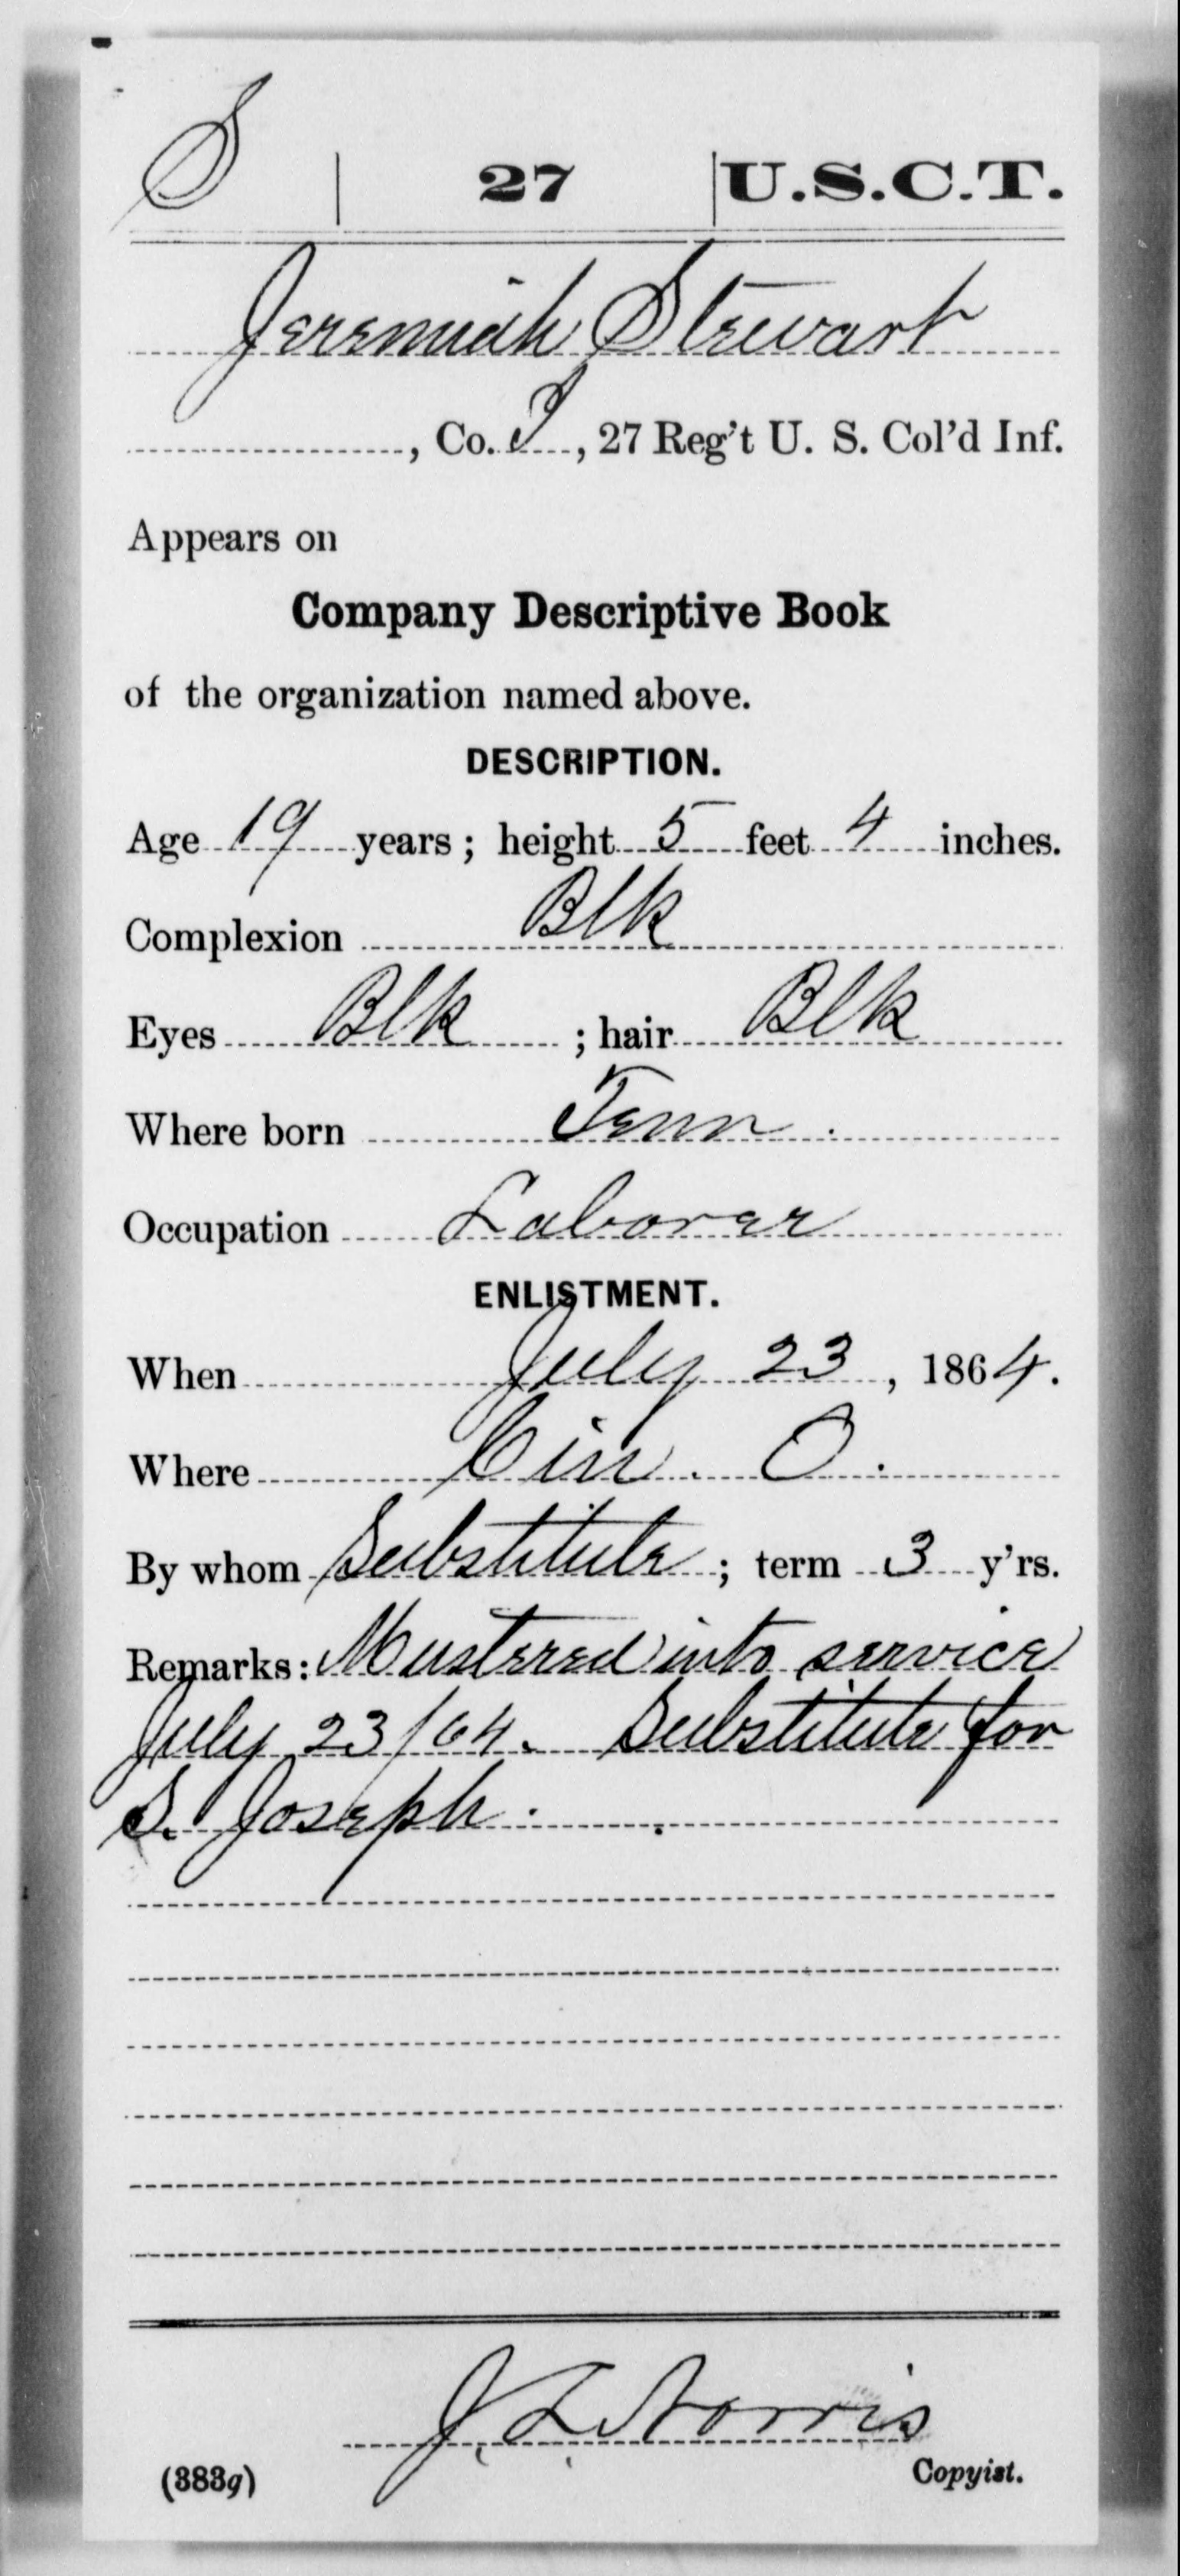 S | 27 | U.S.C.T.
Jeremiah Stewart
, Co. I, 27 Reg't U. S. Col'd Inf.
Appears on
Company Descriptive Book
of the organization named above.
DESCRIPTION.
Age 19 years; height 5 feet 4 inches.
Complexion Blk
Eyes Blk; hair Blk
Where born Tenn.
Occupation Laborer
ENLISTMENT.
When July 23, 1864.
Where Cin. O.
By whom Substitute; term 3 y'rs.
Remarks: Mustered into service
July 23/64. Substitute for
S. Joseph.
J. L. Norris
(383g) Copyist.